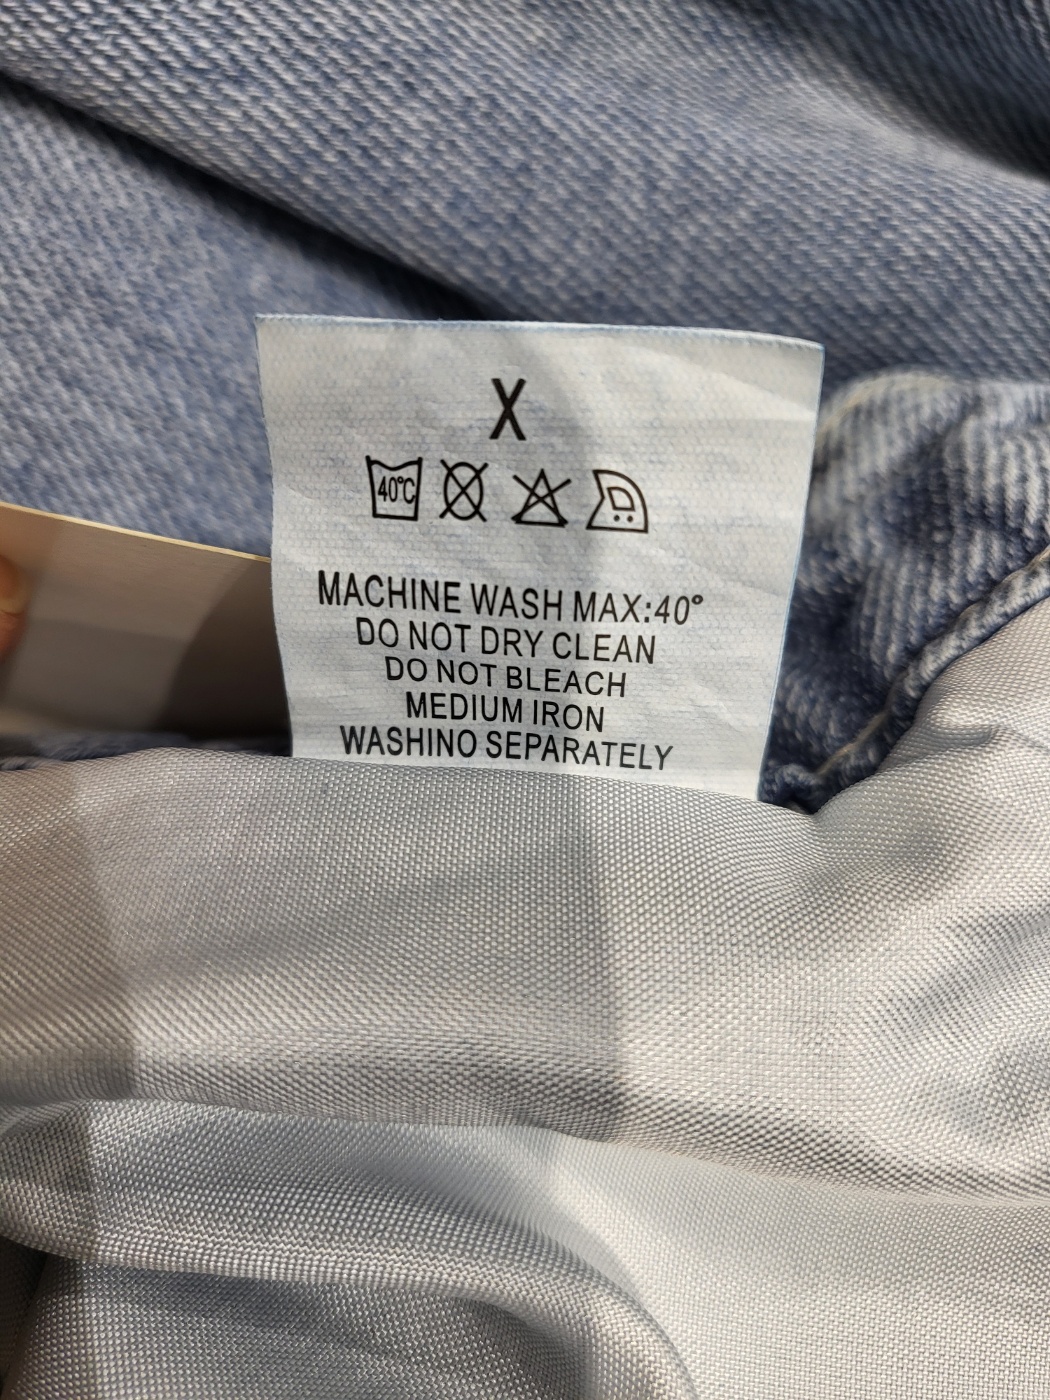 X
40°C
MACHINE WASH MAX:40°
DO NOT DRY CLEAN
DO NOT BLEACH
MEDIUM IRON
WASHINO SEPARATELY